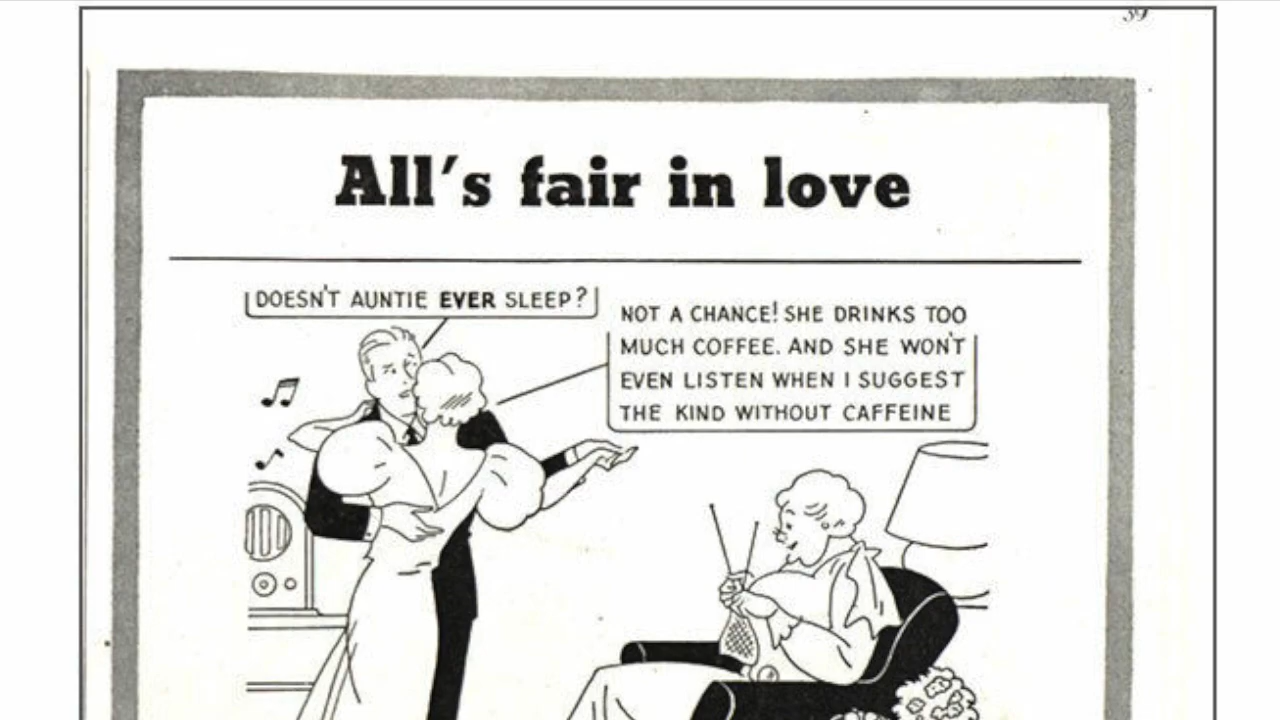 All's fair in love
DOESN'T AUNTIE EVER SLEEP?
NOT A CHANCE! SHE DRINKS TOO
MUCH COFFEE. AND SHE WON'T
EVEN LISTEN WHEN I SUGGEST
THE KIND WITHOUT CAFFEINE